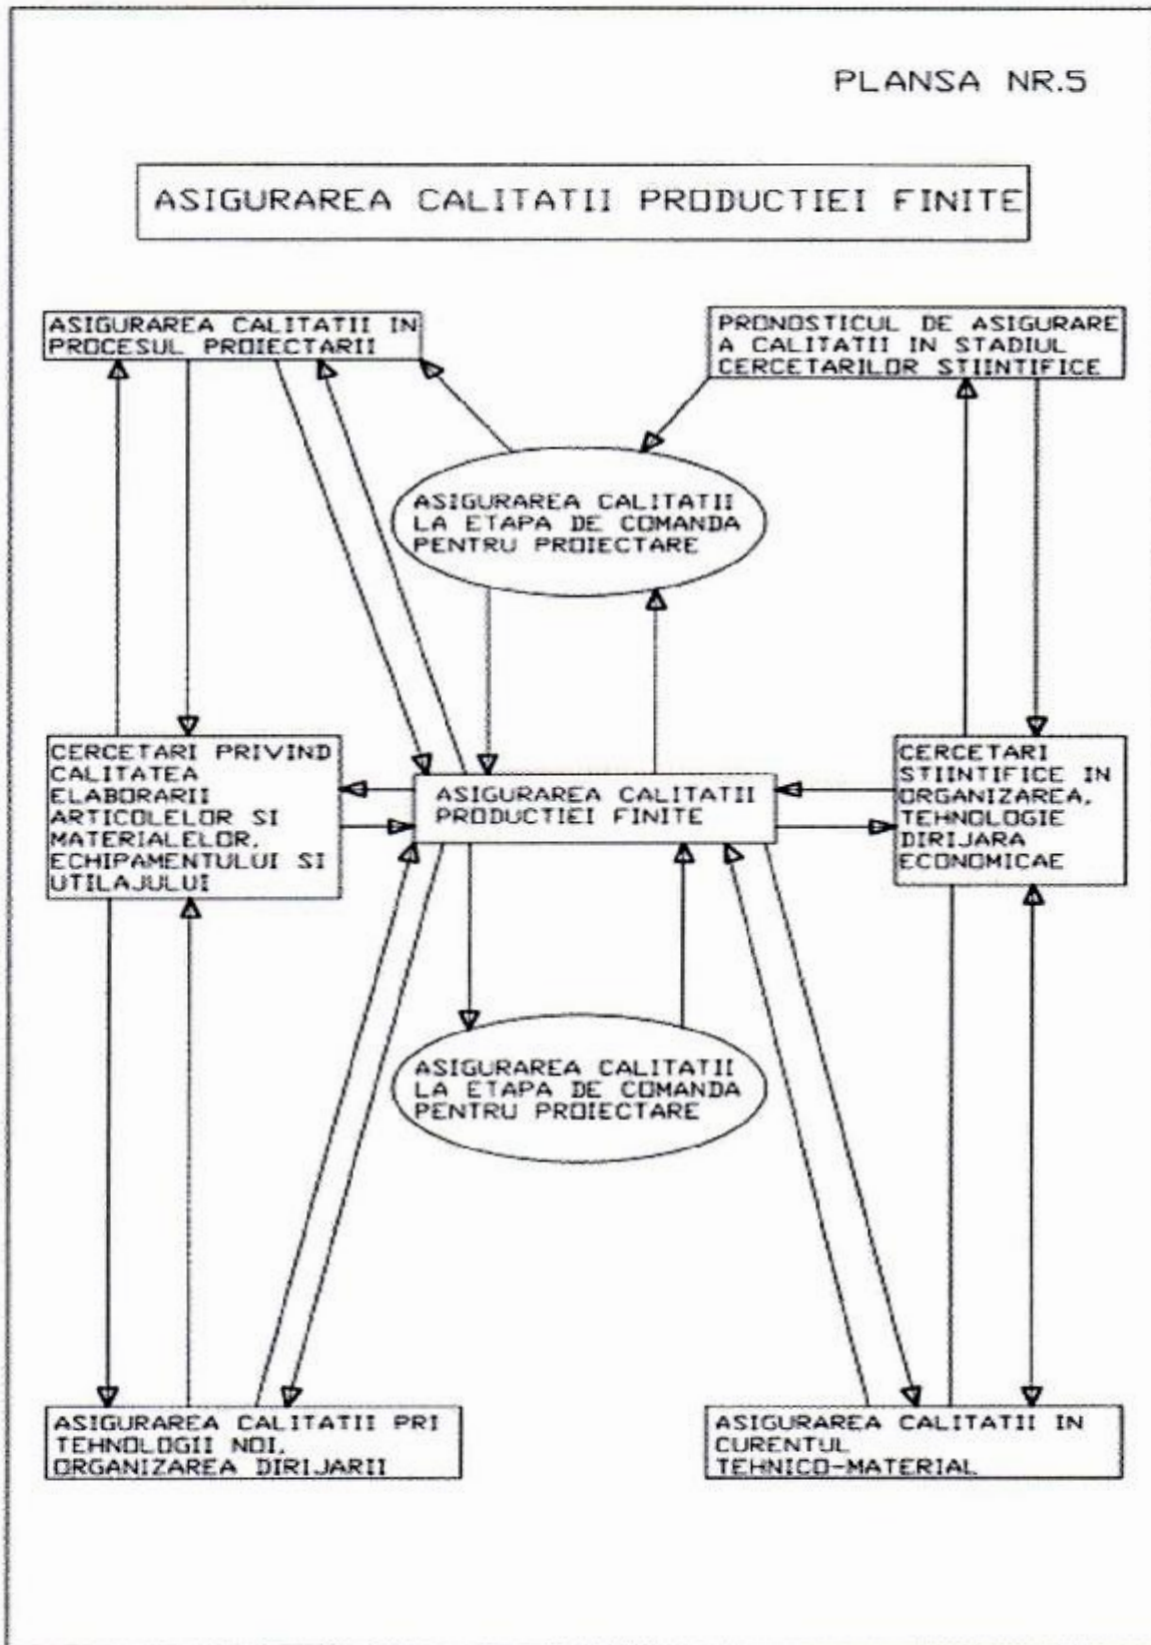 PLANSA NR.5
ASIGURAREA CALITATII PRODUCTIEI FINITE
ASIGURAREA CALITATII IN
PROCESUL PROIECTARII
PRONOSTICUL DE ASIGURARE
A CALITATII IN STADIUL
CERCETARILOR STIINTIFICE
ASIGURAREA CALITATII
LA ETAPA DE COMANDA
PENTRU PROIECTARE
CERCETARI PRIVIND
CALITATEA
ELABORARII
ARTICOLELOR SI
MATERIALELOR,
ECHIPAMENTULUI SI
UTILAJULUI
ASIGURAREA CALITATII
PRODUCTIEI FINITE
CERCETARI
STIINTIFICE IN
ORGANIZAREA,
TEHNOLOGIE
DIRIJARA
ECONOMICAE
ASIGURAREA CALITATII
LA ETAPA DE COMANDA
PENTRU PROIECTARE
ASIGURAREA CALITATII PRI
TEHNOLOGII NOI,
ORGANIZAREA DIRIJARII
ASIGURAREA CALITATII IN
CURENTUL
TEHNICO-MATERIAL